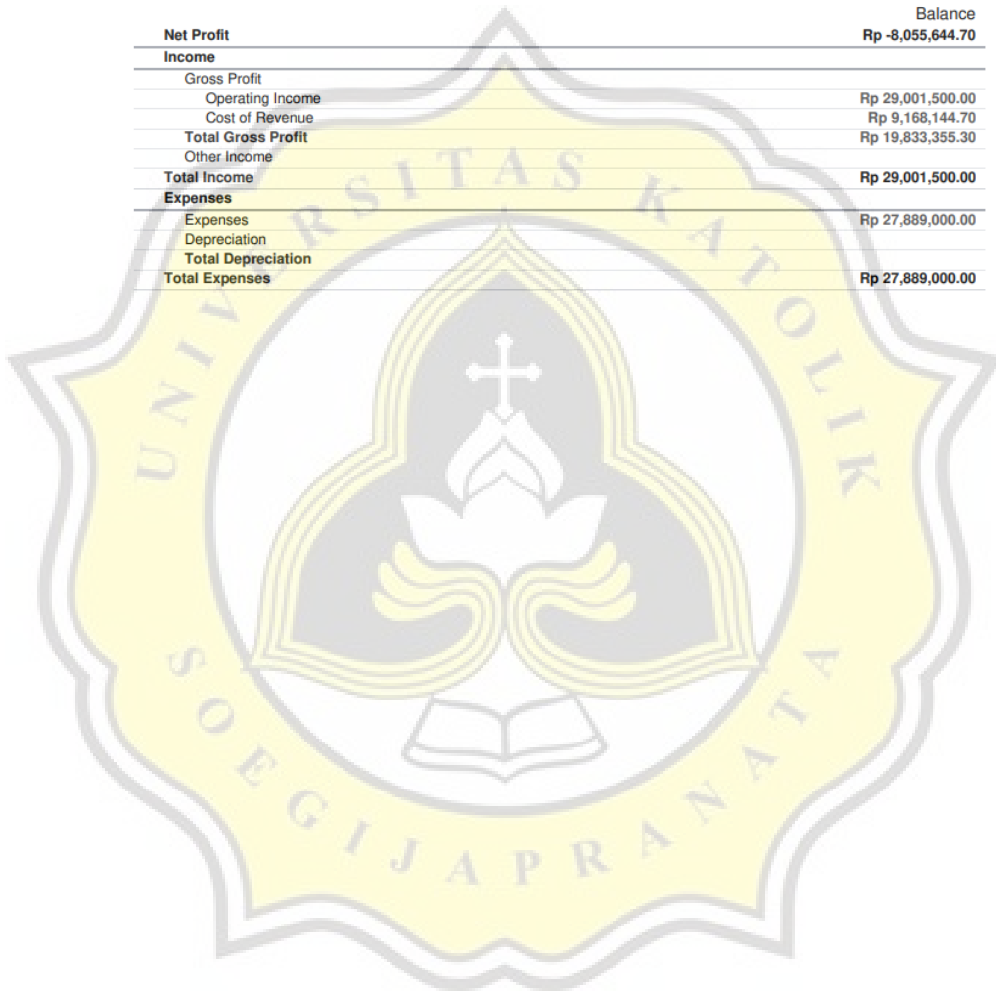 Balance
Net Profit Rp -8,055,644.70
Income
Gross Profit
Operating Income Rp 29,001,500.00
Cost of Revenue Rp 9,168,144.70
Total Gross Profit Rp 19,833,355.30
Other Income
Total Income Rp 29,001,500.00
Expenses
Expenses Rp 27,889,000.00
Depreciation
Total Depreciation
Total Expenses Rp 27,889,000.00
UNIVERSITAS KATOLIK
SOEGIJAPRANATA